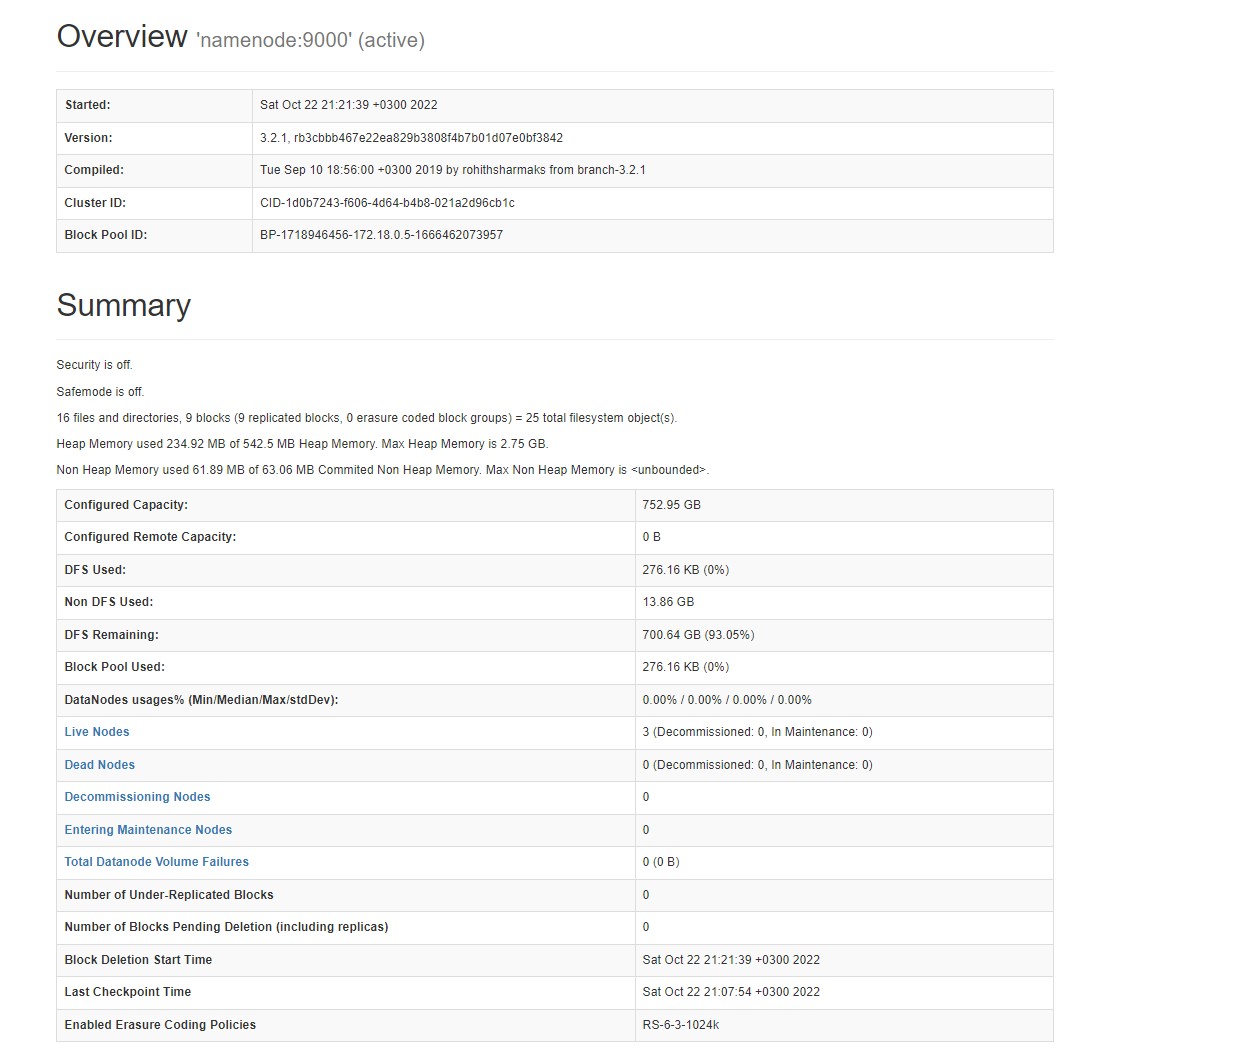 Overview 'namenode:9000' (active)
Started: Sat Oct 22 21:21:39 +0300 2022
Version: 3.2.1, rb3cbbb467e22ea829b3808f4b7b01d07e0bf3842
Compiled: Tue Sep 10 18:56:00 +0300 2019 by rohithsharmaks from branch-3.2.1
Cluster ID: CID-1d0b7243-f606-4d64-b4b8-021a2d96cb1c
Block Pool ID: BP-1718946456-172.18.0.5-1666462073957
Summary
Security is off.
Safemode is off.
16 files and directories, 9 blocks (9 replicated blocks, 0 erasure coded block groups) = 25 total filesystem object(s).
Heap Memory used 234.92 MB of 542.5 MB Heap Memory. Max Heap Memory is 2.75 GB.
Non Heap Memory used 61.89 MB of 63.06 MB Commited Non Heap Memory. Max Non Heap Memory is <unbounded>.
Configured Capacity: 752.95 GB
Configured Remote Capacity: 0 B
DFS Used: 276.16 KB (0%)
Non DFS Used: 13.86 GB
DFS Remaining: 700.64 GB (93.05%)
Block Pool Used: 276.16 KB (0%)
DataNodes usages% (Min/Median/Max/stdDev): 0.00% / 0.00% / 0.00% / 0.00%
Live Nodes 3 (Decommissioned: 0, In Maintenance: 0)
Dead Nodes 0 (Decommissioned: 0, In Maintenance: 0)
Decommissioning Nodes 0
Entering Maintenance Nodes 0
Total Datanode Volume Failures 0 (0 B)
Number of Under-Replicated Blocks 0
Number of Blocks Pending Deletion (including replicas) 0
Block Deletion Start Time Sat Oct 22 21:21:39 +0300 2022
Last Checkpoint Time Sat Oct 22 21:07:54 +0300 2022
Enabled Erasure Coding Policies RS-6-3-1024k